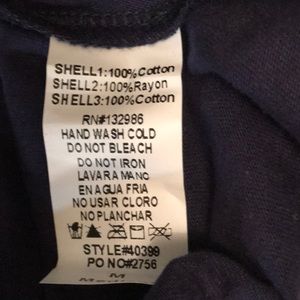 SHELL1:100%Cotton
SHELL2:100%Rayon
SHELL3:100%Cotton
RN#132986
HAND WASH COLD
DO NOT BLEACH
DO NOT IRON
LAVARA MANO
EN AGUA FRIA
NO USAR CLORO
NO PLANCHAR
STYLE#40399
PO NO#2756
M